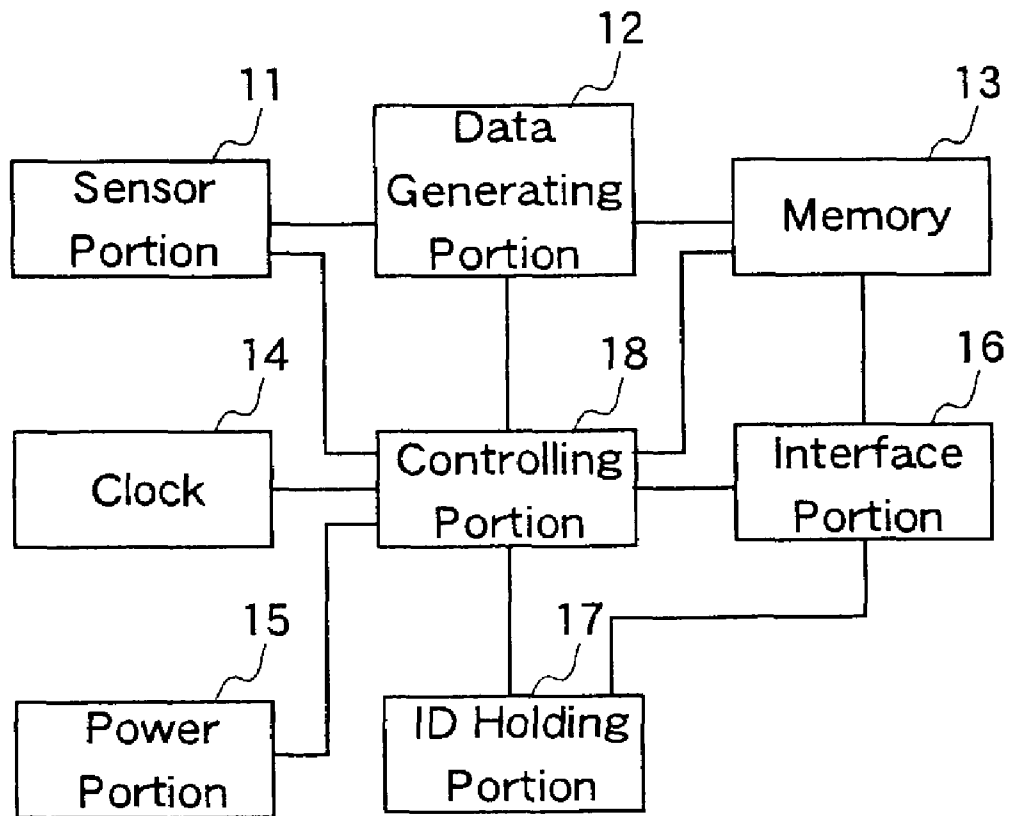 12
11
13
Data
Generating
Portion
Sensor
Portion
Memory
14
18
16
Clock
Controlling
Portion
Interface
Portion
15
17
Power
Portion
ID Holding
Portion